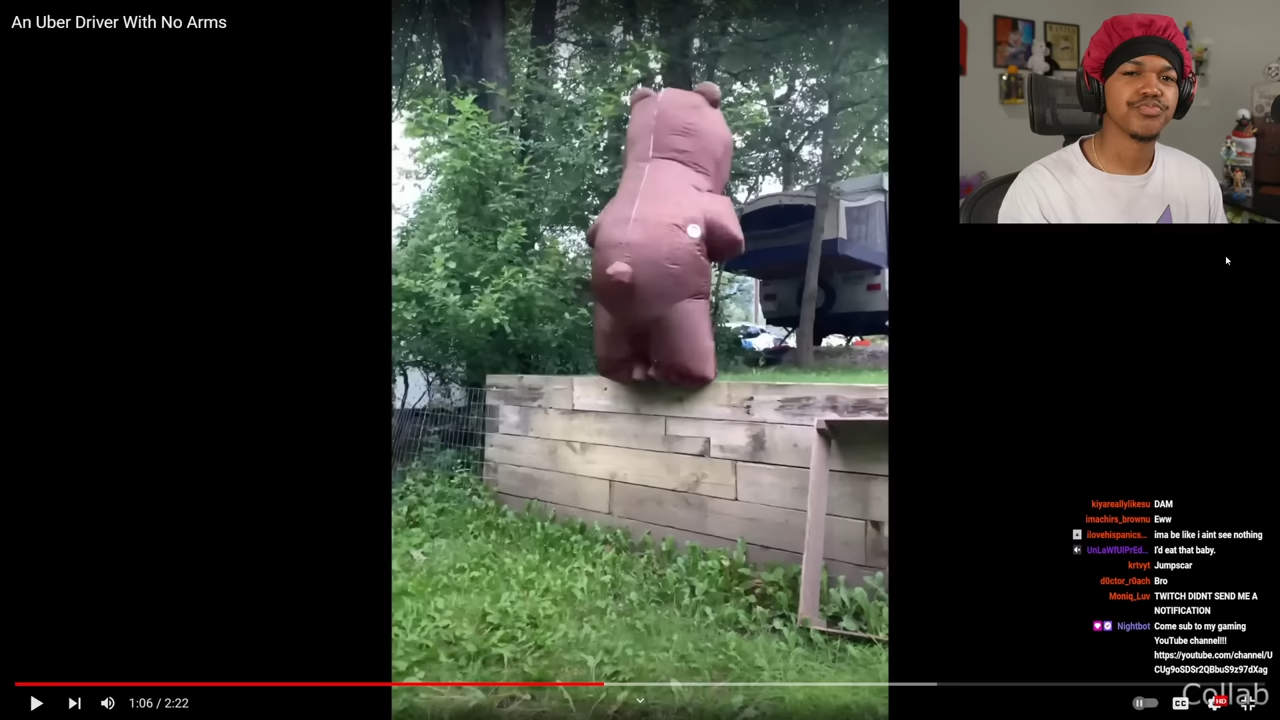 An Uber Driver With No Arms
kiyareallylikesu DAM
imachirs_brownu Eww
ilovehispanics... ima be like i aint see nothing
UnLaWfUlPrEd... I'd eat that baby.
krtvyt Jumpscar
d0ctor_r0ach Bro
Moniq_Luv TWITCH DIDNT SEND ME A
NOTIFICATION
Nightbot Come sub to my gaming
YouTube channel!!!
https://youtube.com/channel/U
CUg9oSDSr2QBbuS9z97dXag
Collab
1:06 / 2:22
CC
HD